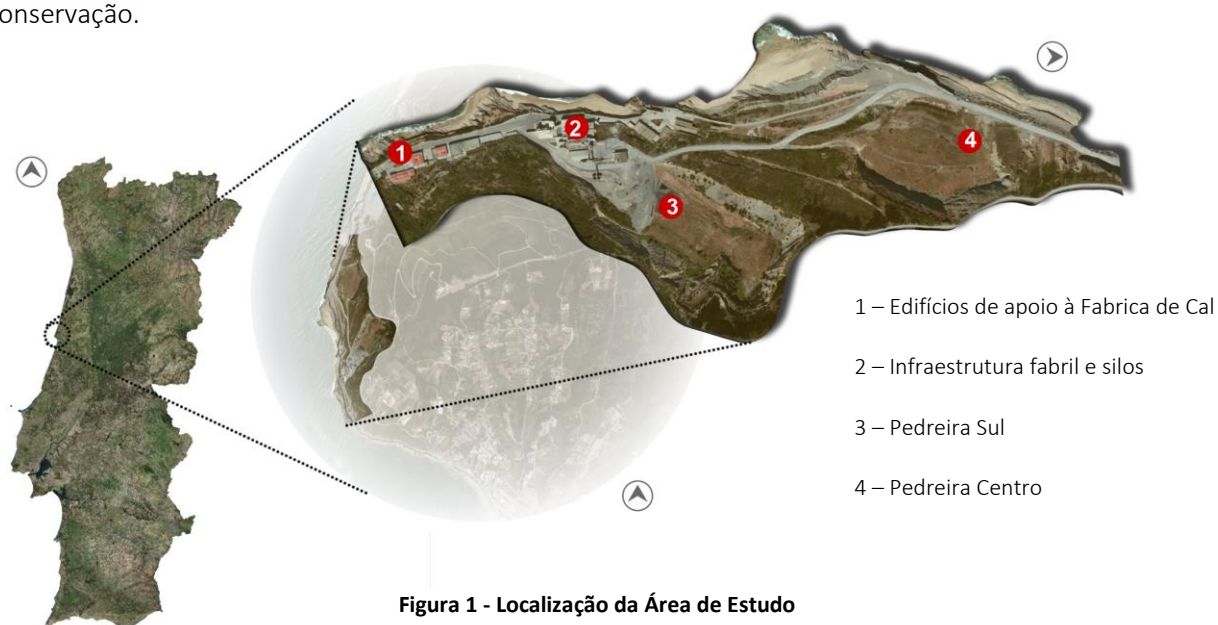 onservação.
1
2
3
4
1 – Edifícios de apoio à Fabrica de Cal
2 – Infraestrutura fabril e silos
3 – Pedreira Sul
4 – Pedreira Centro
Figura 1 - Localização da Área de Estudo